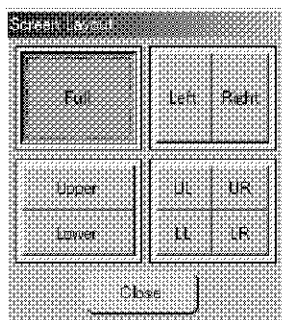 Screen Layout
Full
Left Right
Upper
Lower
UL UR
LL LR
Close